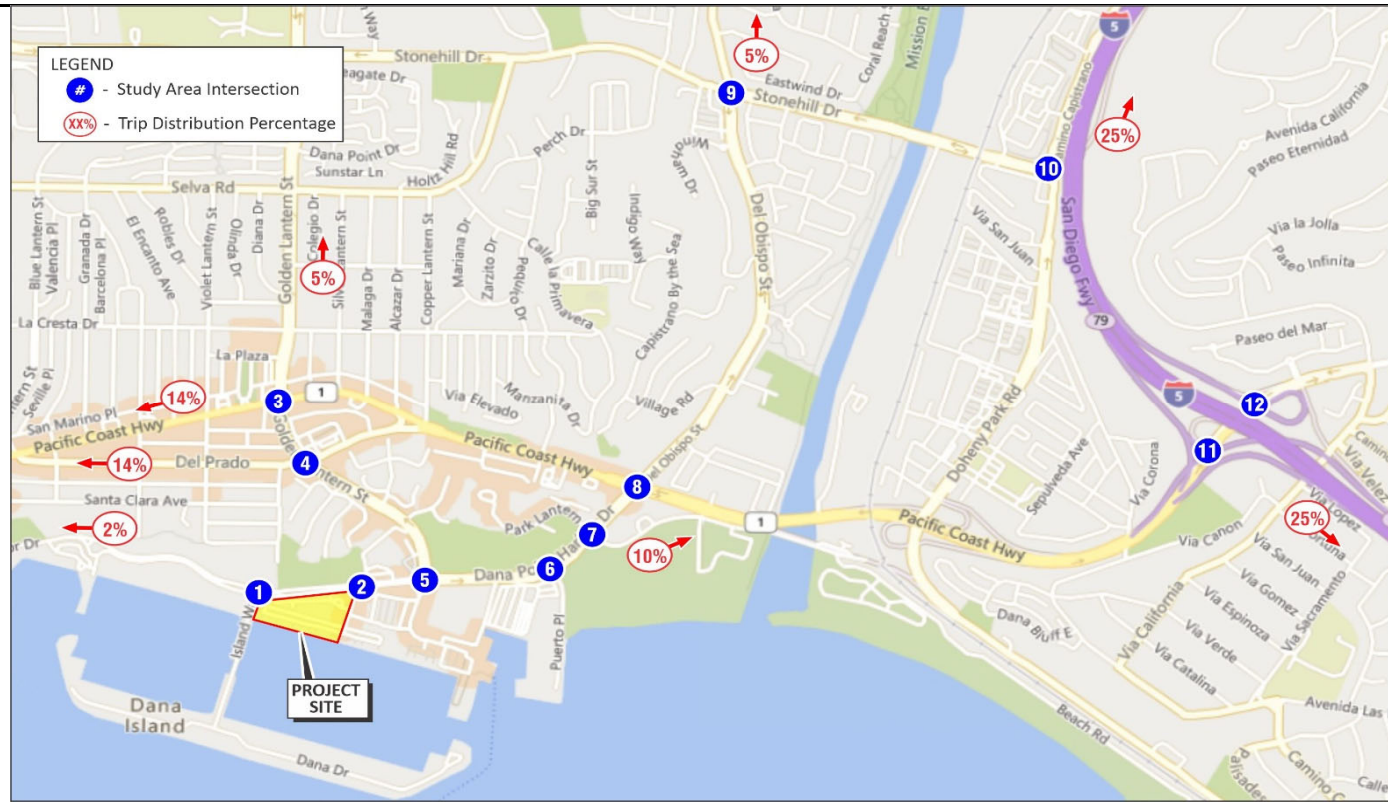 LEGEND
# - Study Area Intersection
XX% - Trip Distribution Percentage
Stonehill Dr
5%
Coral Reach S
Mission B
5
9
Eastwind Dr
Stonehill Dr
10
Camino Capistrano
25%
Avenida California
Paseo Eternidad
Via la Jolla
Paseo Infinita
Paseo del Mar
San Diego Fwy
79
5
12
11
Dana Point Dr
Sunstar Ln
Holtz Hill Rd
Perch Dr
Big Sur St
Indigo Way
Del Obispo St
Via San Juan
Selva Rd
Blue Lantern St
Valencia Pl
Granada Dr
Barcelona Pl
El Encanto Ave
Robles Dr
Violet Lantern St
Olinda Dr
Diana Dr
Golden Lantern St
Colegio Dr
5%
Malaga Dr
Alcazar Dr
Copper Lantern St
Mariana Dr
Zarzito Dr
Calle la Primavera
Capistrano By the Sea
La Cresta Dr
La Plaza
Seville Pl
San Marino Pl
14%
3
1
Pacific Coast Hwy
Via Elevado
Manzanita Dr
Village Rd
Pacific Coast Hwy
14%
Del Prado
4
Golden Lantern St
Santa Clara Ave
2%
Park Lantern
8
Del Obispo St
1
Pacific Coast Hwy
Doheny Park Rd
Sepulveda Ave
Via Corona
Via Canon
25%
Via San Juan
Via Gomez
Via Espinoza
Via Verde
Via Catalina
Via California
Via Sacramento
7
10%
6
5
2
1
Puerto Pl
PROJECT
SITE
Dana
Island
Dana Dr
Dana Bluff E
Beach Rd
Avenida Las